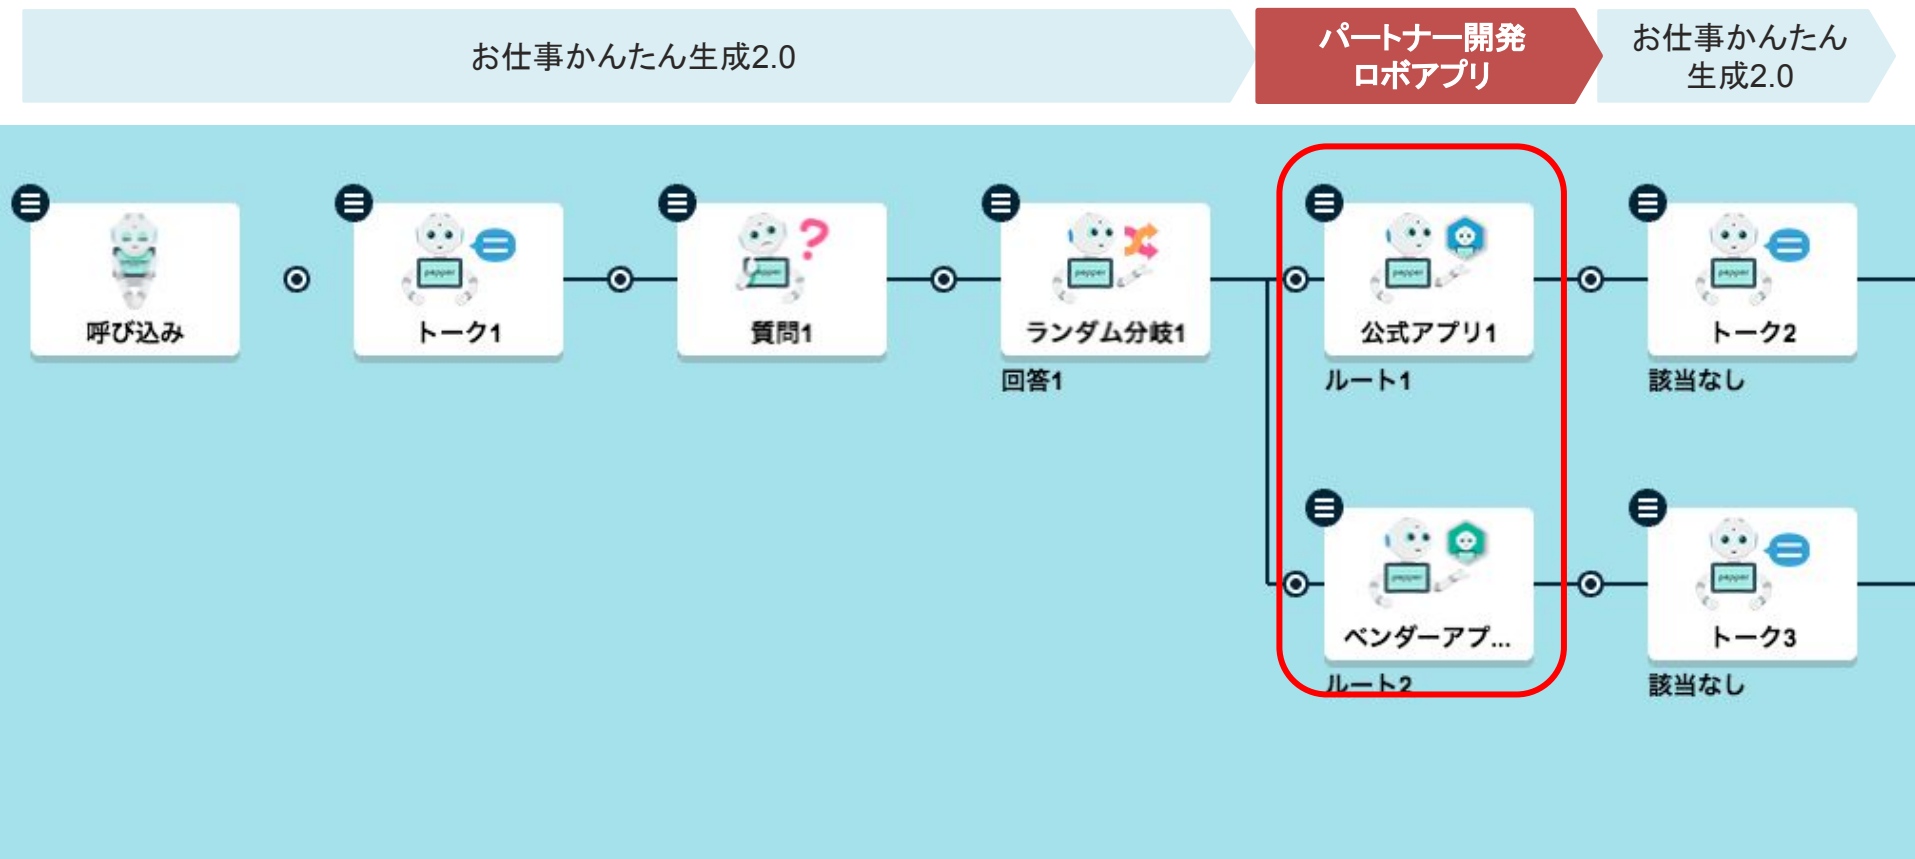 お仕事かんたん生成2.0
パートナー開発
ロボアプリ
お仕事かんたん
生成2.0
呼び込み
トーク1
質問1
ランダム分岐1
公式アプリ1
トーク2
回答1
ルート1
該当なし
ベンダーアプ...
トーク3
ルート2
該当なし